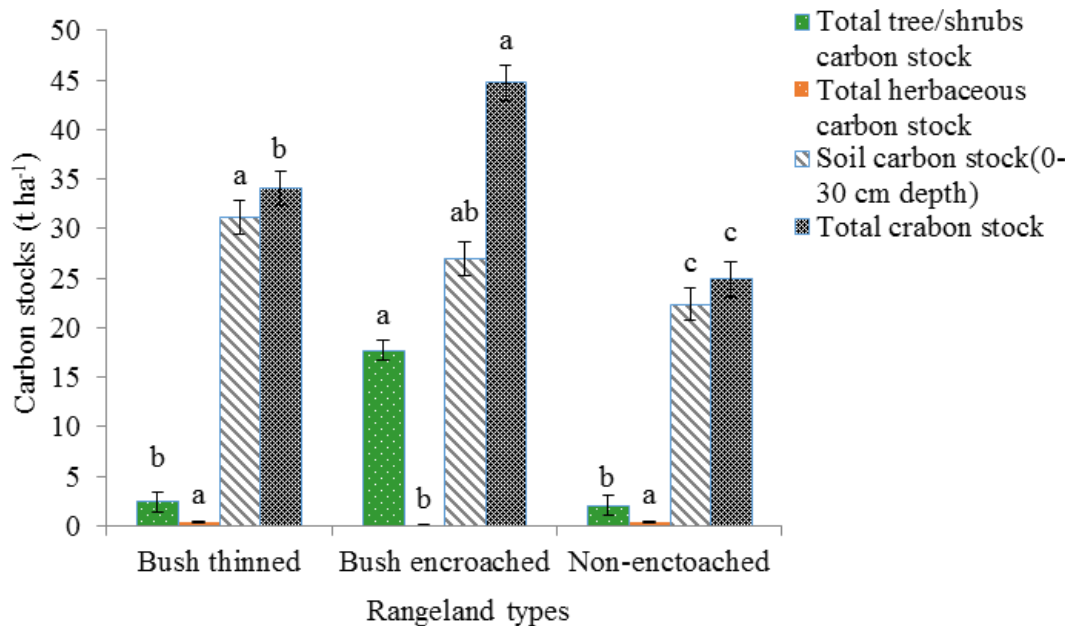 50
45
40
35
30
25
20
15
10
5
0
Carbon stocks (t ha-1)
b
a
a
b
a
b
ab
a
b
a
c
c
Bush thinned
Bush encroached
Non-enctoached
Rangeland types
Total tree/shrubs
carbon stock
Total herbaceous
carbon stock
Soil carbon stock(0-
30 cm depth)
Total crabon stock